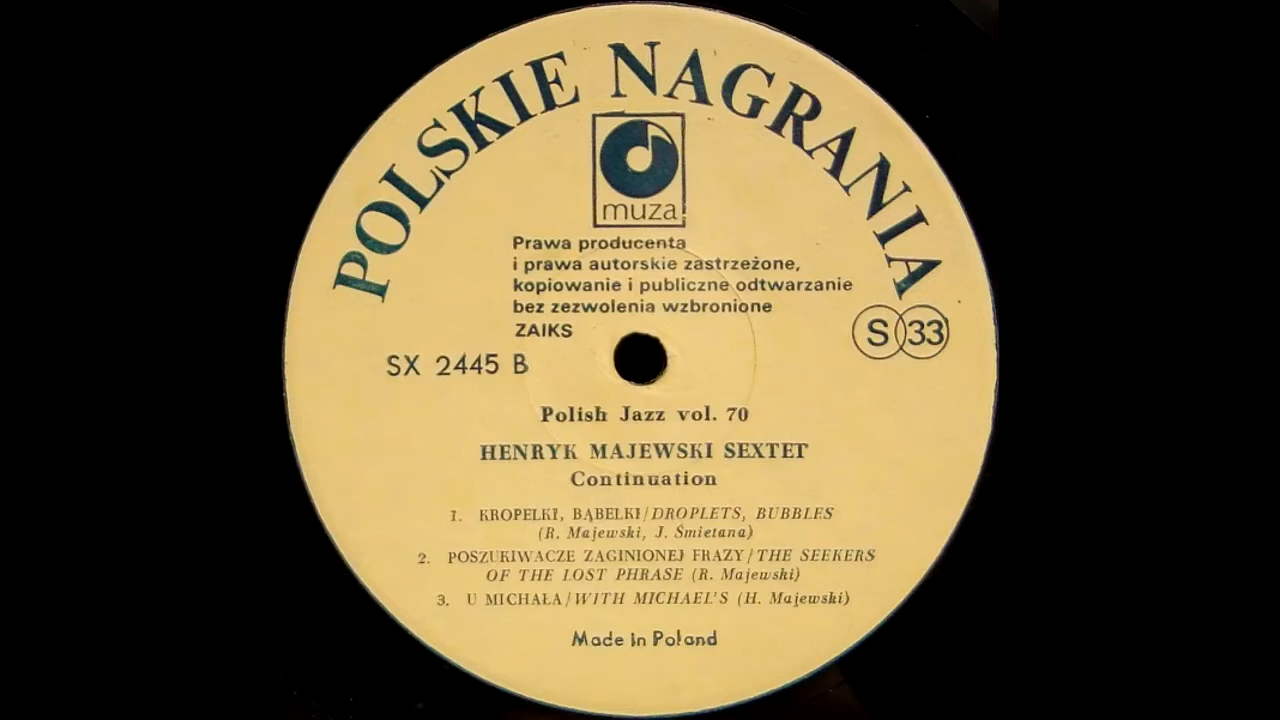 POLSKIE NAGRANIA
muza
Prawa producenta
i prawa autorskie zastrzeżone,
kopiowanie i publiczne odtwarzanie
bez zezwolenia wzbronione
ZAIKS
S 33
SX 2445 B
Polish Jazz vol. 70
HENRYK MAJEWSKI SEXTET
Continuation
1. KROPELKI, BĄBELKI/DROPLETS, BUBBLES
(R. Majewski, J. Śmietana)
2. POSZUKIWACZE ZAGINIONEJ FRAZY/THE SEEKERS
OF THE LOST PHRASE (R. Majewski)
3. U MICHAŁA/WITH MICHAEL'S (H. Majewski)
Made in Poland